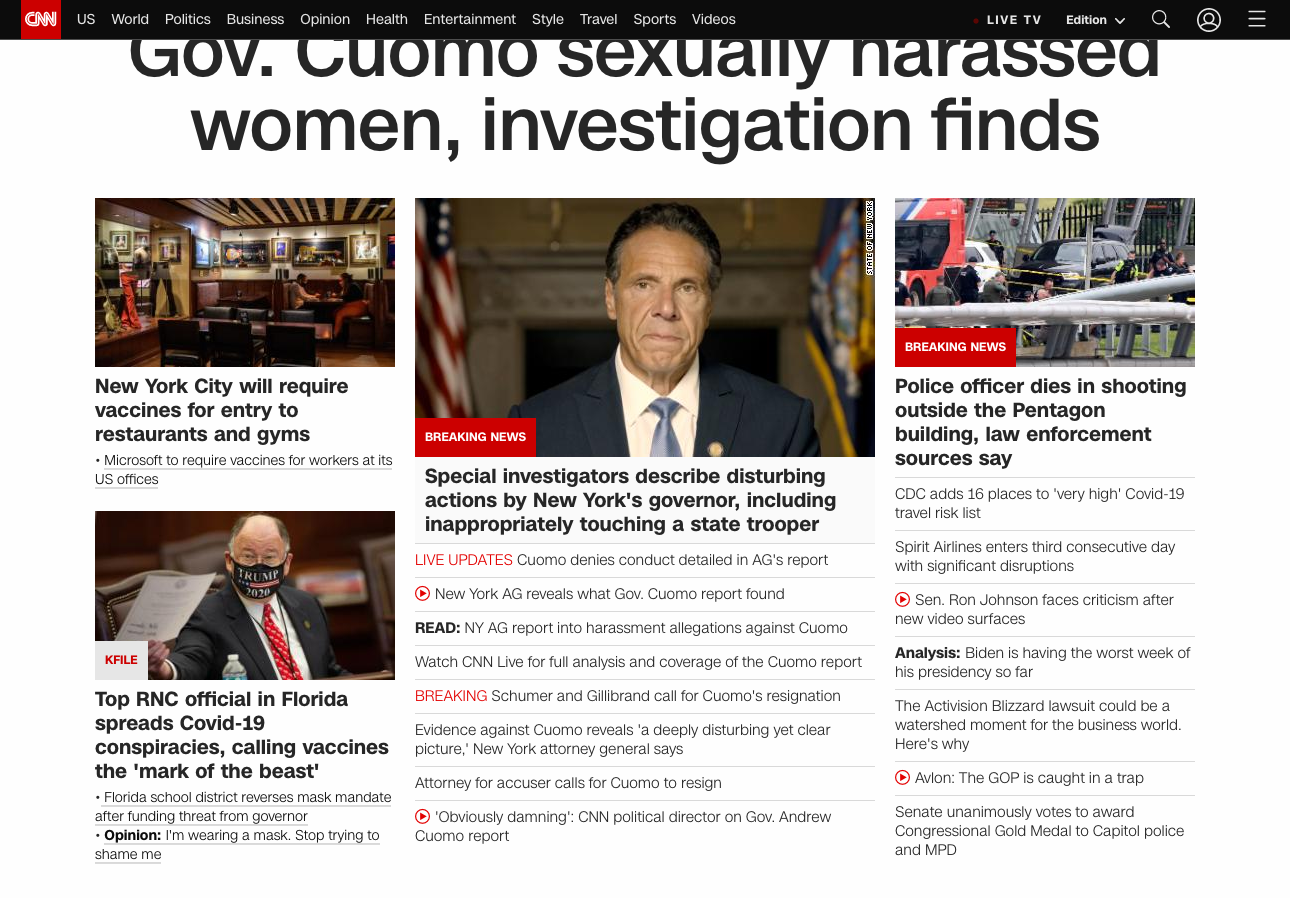 CNN
US World Politics Business Opinion Health Entertainment Style Travel Sports Videos
LIVE TV Edition
Gov. Cuomo sexually harassed
women, investigation finds
New York City will require
vaccines for entry to
restaurants and gyms
• Microsoft to require vaccines for workers at its
US offices
TRUMP
2020
KFILE
Top RNC official in Florida
spreads Covid-19
conspiracies, calling vaccines
the 'mark of the beast'
• Florida school district reverses mask mandate
after funding threat from governor
• Opinion: I'm wearing a mask. Stop trying to
shame me
STATE OF NEW YORK
BREAKING NEWS
Special investigators describe disturbing
actions by New York's governor, including
inappropriately touching a state trooper
LIVE UPDATES Cuomo denies conduct detailed in AG's report
New York AG reveals what Gov. Cuomo report found
READ: NY AG report into harassment allegations against Cuomo
Watch CNN Live for full analysis and coverage of the Cuomo report
BREAKING Schumer and Gillibrand call for Cuomo's resignation
Evidence against Cuomo reveals 'a deeply disturbing yet clear
picture,' New York attorney general says
Attorney for accuser calls for Cuomo to resign
'Obviously damning': CNN political director on Gov. Andrew
Cuomo report
BREAKING NEWS
Police officer dies in shooting
outside the Pentagon
building, law enforcement
sources say
CDC adds 16 places to 'very high' Covid-19
travel risk list
Spirit Airlines enters third consecutive day
with significant disruptions
Sen. Ron Johnson faces criticism after
new video surfaces
Analysis: Biden is having the worst week of
his presidency so far
The Activision Blizzard lawsuit could be a
watershed moment for the business world.
Here's why
Avlon: The GOP is caught in a trap
Senate unanimously votes to award
Congressional Gold Medal to Capitol police
and MPD